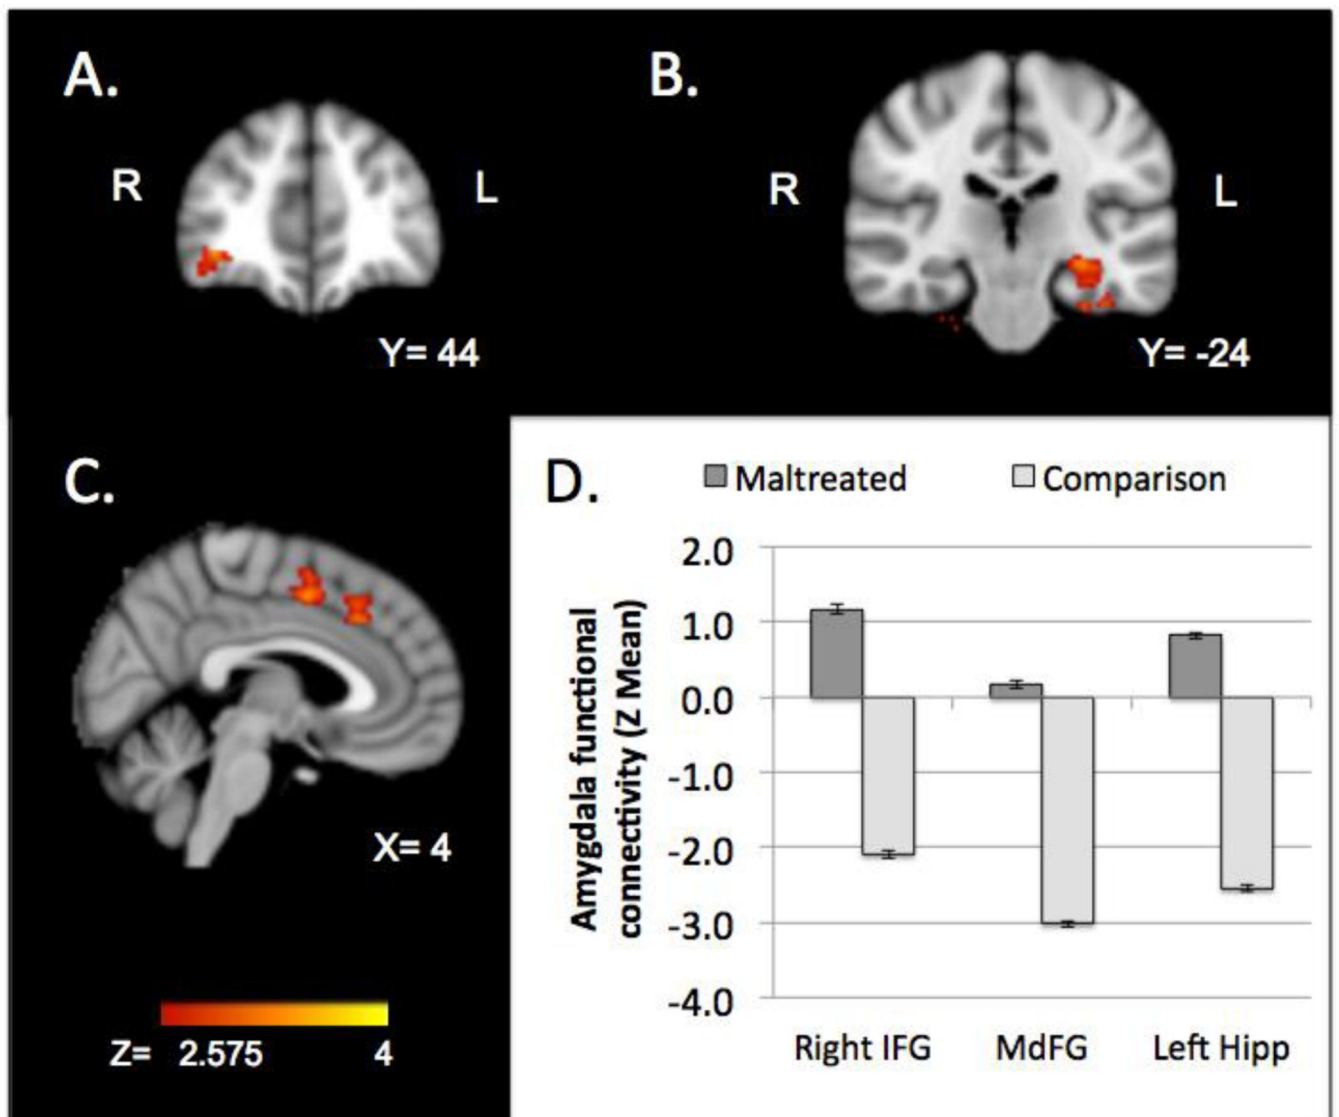 A.
B.
R
L
R
L
Y= 44
Y= -24
C.
D.
Maltreated
Comparison
Amygdala functional
connectivity (Z Mean)
2.0
1.0
0.0
-1.0
-2.0
-3.0
-4.0
Right IFG
MdFG
Left Hipp
X= 4
Z= 2.575 4